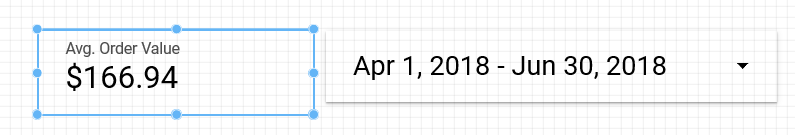 Avg. Order Value
$166.94
Apr 1, 2018 - Jun 30, 2018